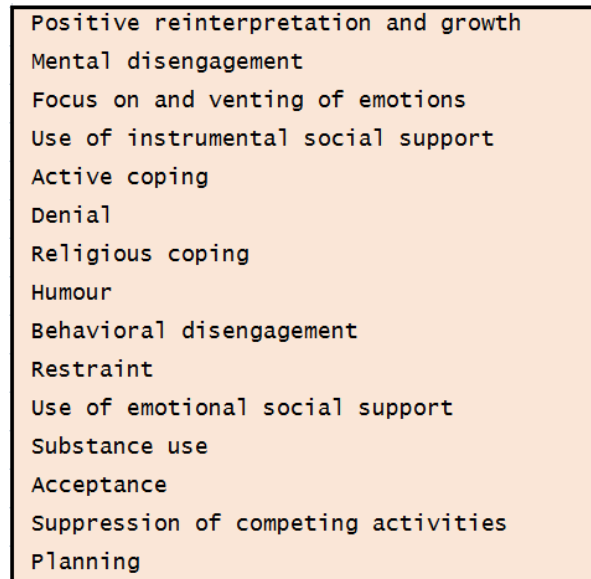 Positive reinterpretation and growth
Mental disengagement
Focus on and venting of emotions
Use of instrumental social support
Active coping
Denial
Religious coping
Humour
Behavioral disengagement
Restraint
Use of emotional social support
Substance use
Acceptance
Suppression of competing activities
Planning